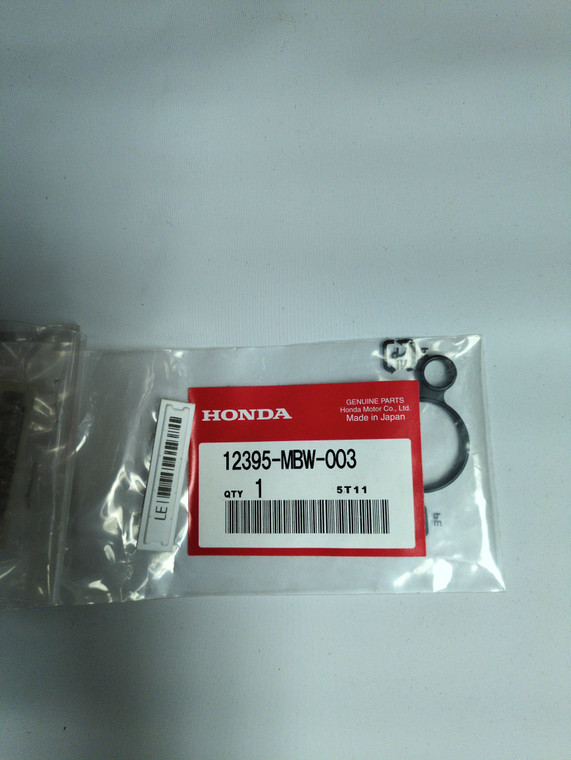 HONDA
GENUINE PARTS
Honda Motor Co., Ltd.
Made in Japan
12395-MBW-003
QTY 1 5T11
LE